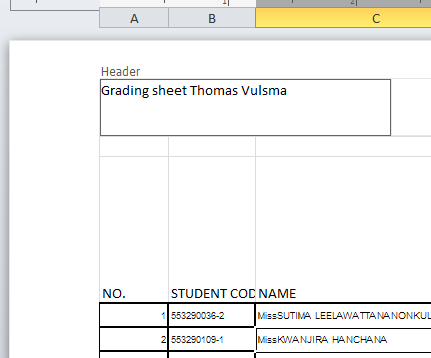 A B C
Header
Grading sheet Thomas Vulsma
NO. STUDENT COD NAME
1 553290036-2 MissSUTIMA LEELAWATTANANONKUL
2 553290109-1 MissKWANJIRA HANCHANA